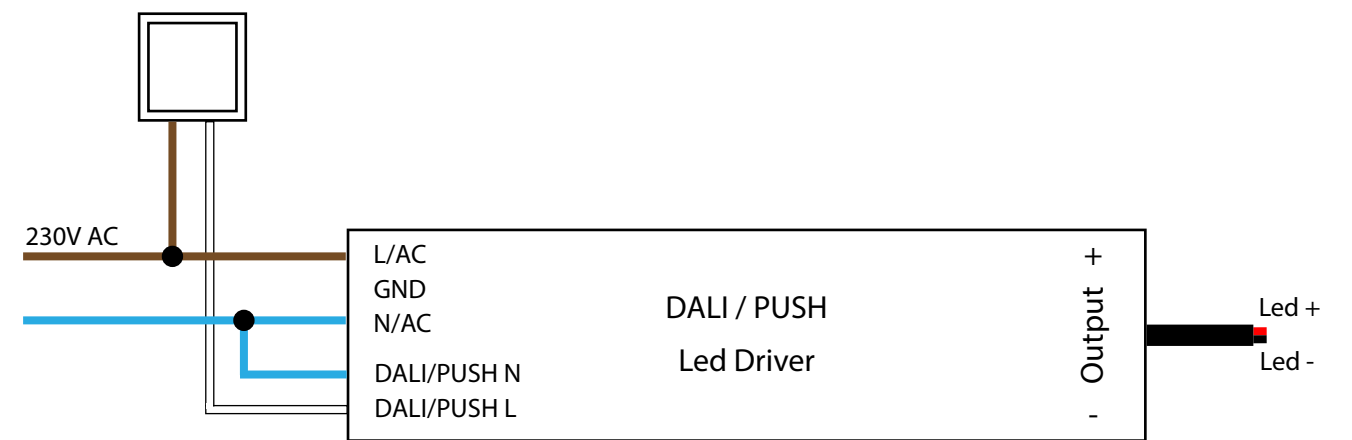 230V AC
L/AC
GND
N/AC
DALI/PUSH N
DALI/PUSH L
DALI / PUSH
Led Driver
+
Output
-
Led +
Led -